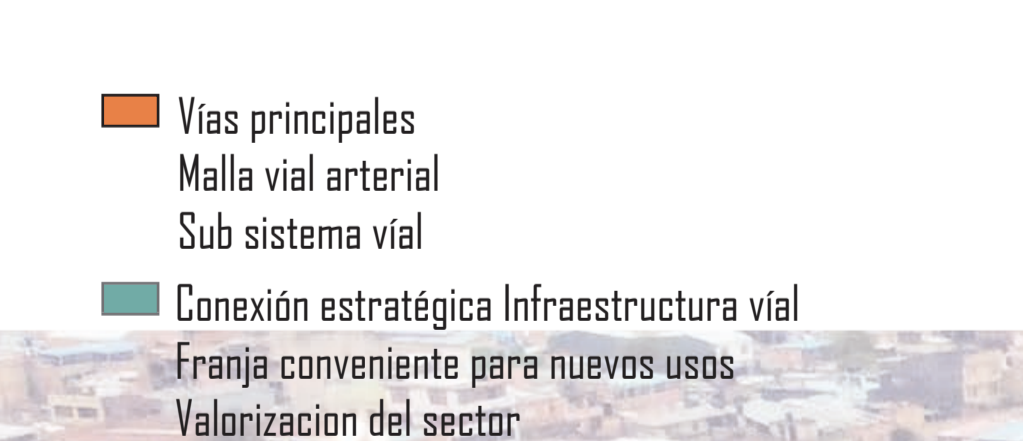 Vías principales
Malla vial arterial
Sub sistema víal
Conexión estratégica Infraestructura víal
Franja conveniente para nuevos usos
Valorizacion del sector